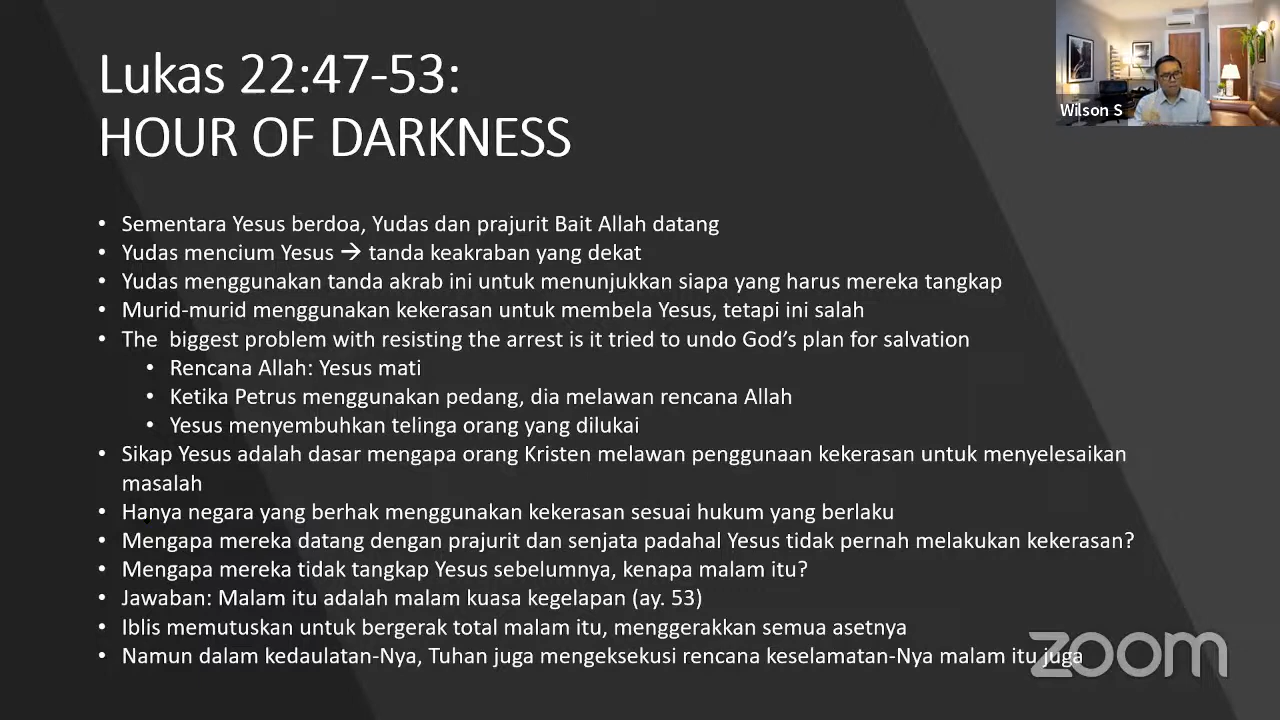 Lukas 22:47-53:
HOUR OF DARKNESS
Wilson S
• Sementara Yesus berdoa, Yudas dan prajurit Bait Allah datang
• Yudas mencium Yesus → tanda keakraban yang dekat
• Yudas menggunakan tanda akrab ini untuk menunjukkan siapa yang harus mereka tangkap
• Murid-murid menggunakan kekerasan untuk membela Yesus, tetapi ini salah
• The  biggest problem with resisting the arrest is it tried to undo God’s plan for salvation
• Rencana Allah: Yesus mati
• Ketika Petrus menggunakan pedang, dia melawan rencana Allah
• Yesus menyembuhkan telinga orang yang dilukai
• Sikap Yesus adalah dasar mengapa orang Kristen melawan penggunaan kekerasan untuk menyelesaikan
masalah
• Hanya negara yang berhak menggunakan kekerasan sesuai hukum yang berlaku
• Mengapa mereka datang dengan prajurit dan senjata padahal Yesus tidak pernah melakukan kekerasan?
• Mengapa mereka tidak tangkap Yesus sebelumnya, kenapa malam itu?
• Jawaban: Malam itu adalah malam kuasa kegelapan (ay. 53)
• Iblis memutuskan untuk bergerak total malam itu, menggerakkan semua asetnya
• Namun dalam kedaulatan-Nya, Tuhan juga mengeksekusi rencana keselamatan-Nya malam itu juga
zoom